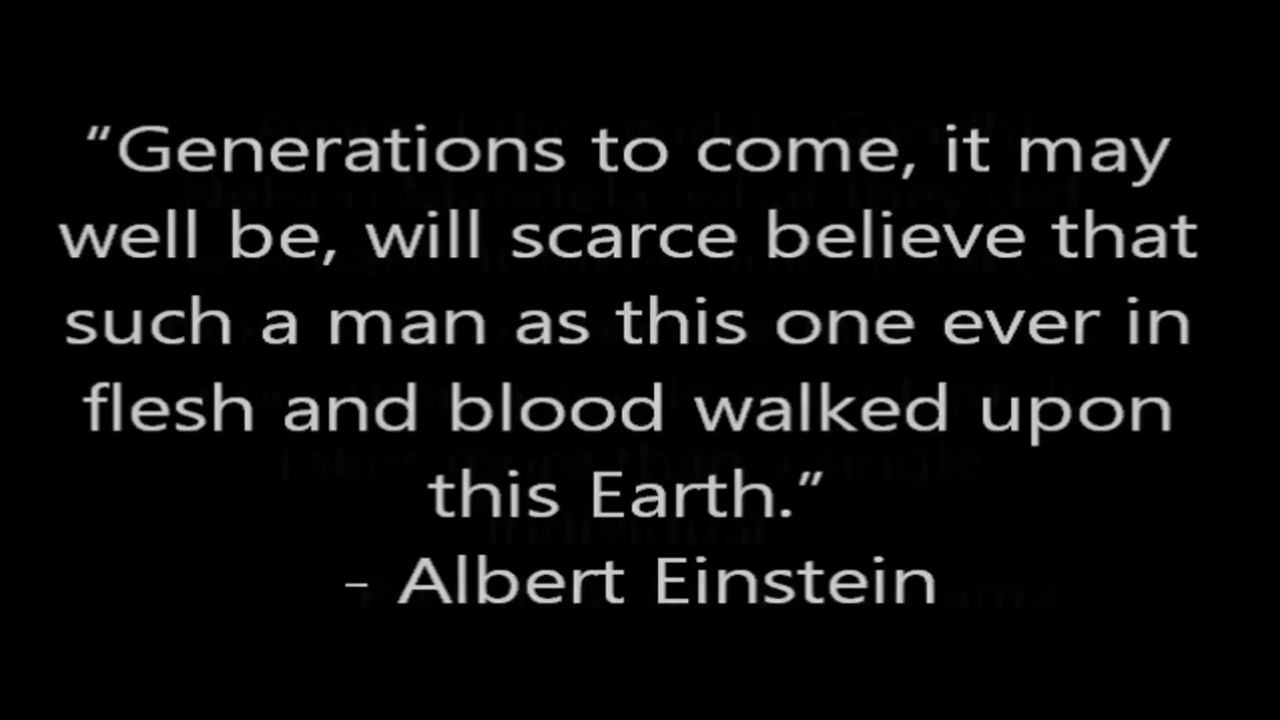 “Generations to come, it may
well be, will scarce believe that
such a man as this one ever in
flesh and blood walked upon
this Earth.”
- Albert Einstein